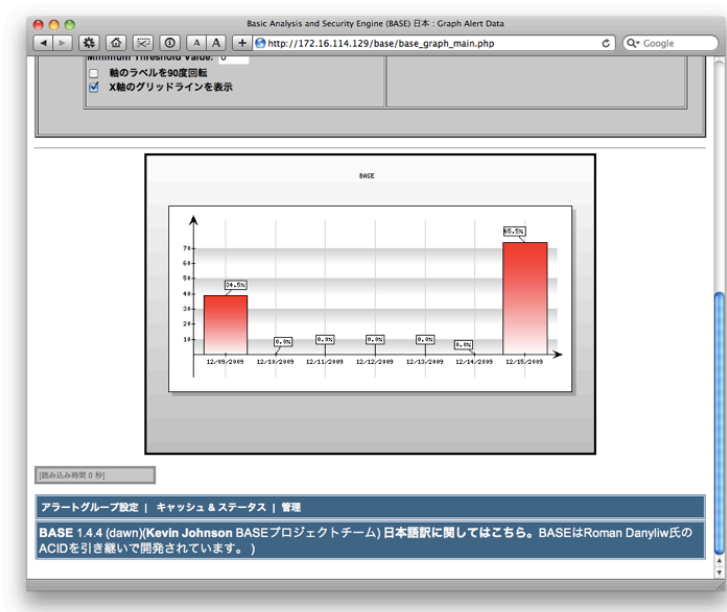 Basic Analysis and Security Engine (BASE) 日本 : Graph Alert Data
A A + http://172.16.114.129/base/base_graph_main.php Google
Minimum Threshold Value: 0
軸のラベルを90度回転
X軸のグリッドラインを表示
BASE
65.5%
70
60
50
34.5%
40
30
20
0.0% 0.0% 0.0% 0.0% 0.0%
10
12/09/2009 12/10/2009 12/11/2009 12/12/2009 12/13/2009 12/14/2009 12/15/2009
[読み込み時間 0 秒]
アラートグループ設定 | キャッシュ & ステータス | 管理
BASE 1.4.4 (dawn)(Kevin Johnson BASEプロジェクトチーム) 日本語訳に関してはこちら。BASEはRoman Danyliw氏の
ACIDを引き継いで開発されています。 )